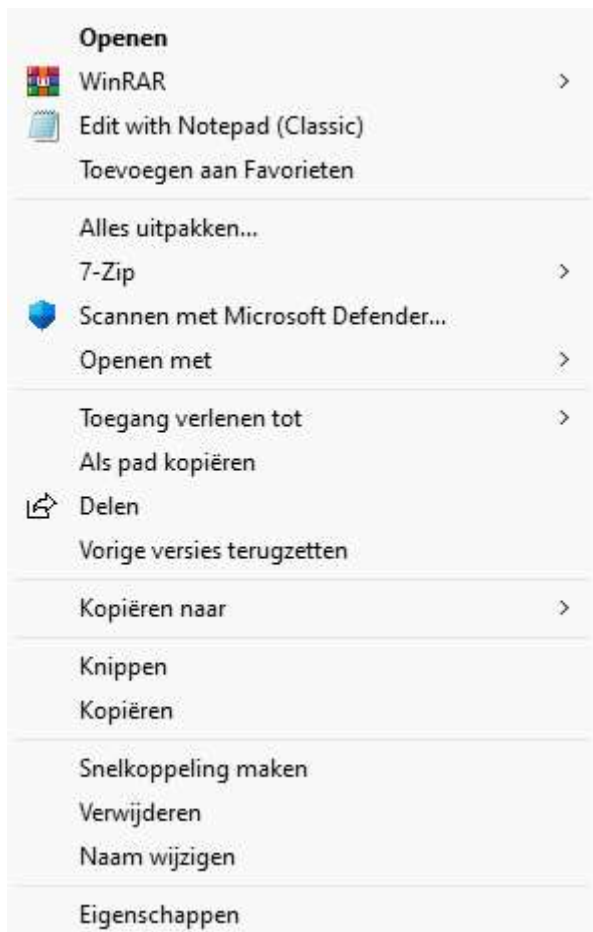 Openen
WinRAR
Edit with Notepad (Classic)
Toevoegen aan Favorieten
Alles uitpakken...
7-Zip
Scannen met Microsoft Defender...
Openen met
Toegang verlenen tot
Als pad kopiëren
Delen
Vorige versies terugzetten
Kopiëren naar
Knippen
Kopiëren
Snelkoppeling maken
Verwijderen
Naam wijzigen
Eigenschappen